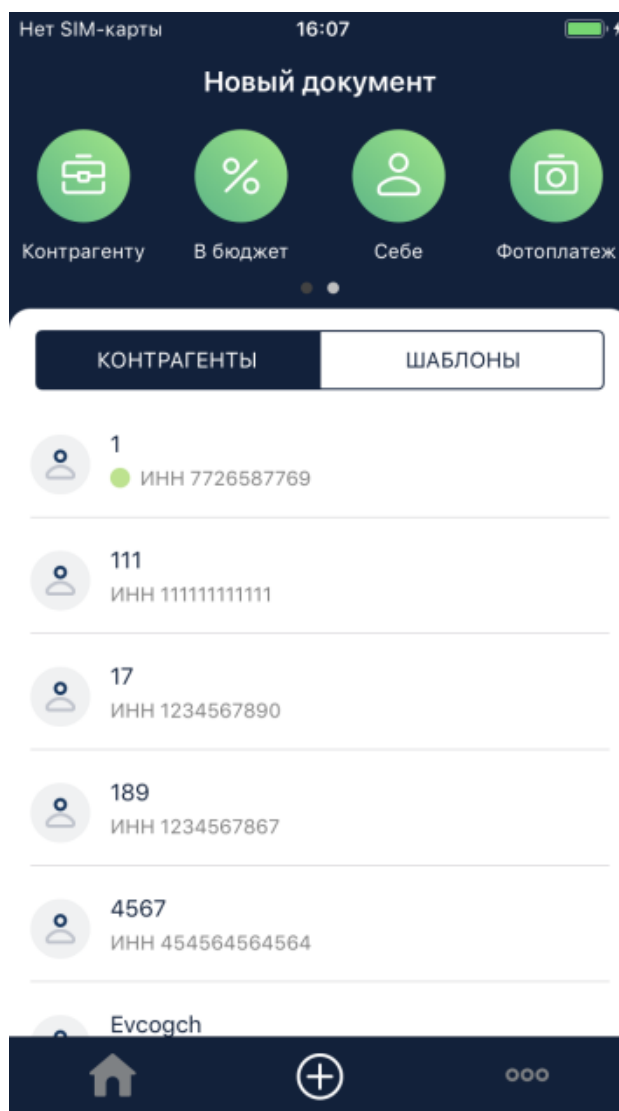 Нет SIM-карты 16:07
Новый документ
Контрагенту В бюджет Себе Фотоплатеж
КОНТРАГЕНТЫ ШАБЛОНЫ
1
ИНН 7726587769
111
ИНН 111111111111
17
ИНН 1234567890
189
ИНН 1234567867
4567
ИНН 454564564564
Evcogch